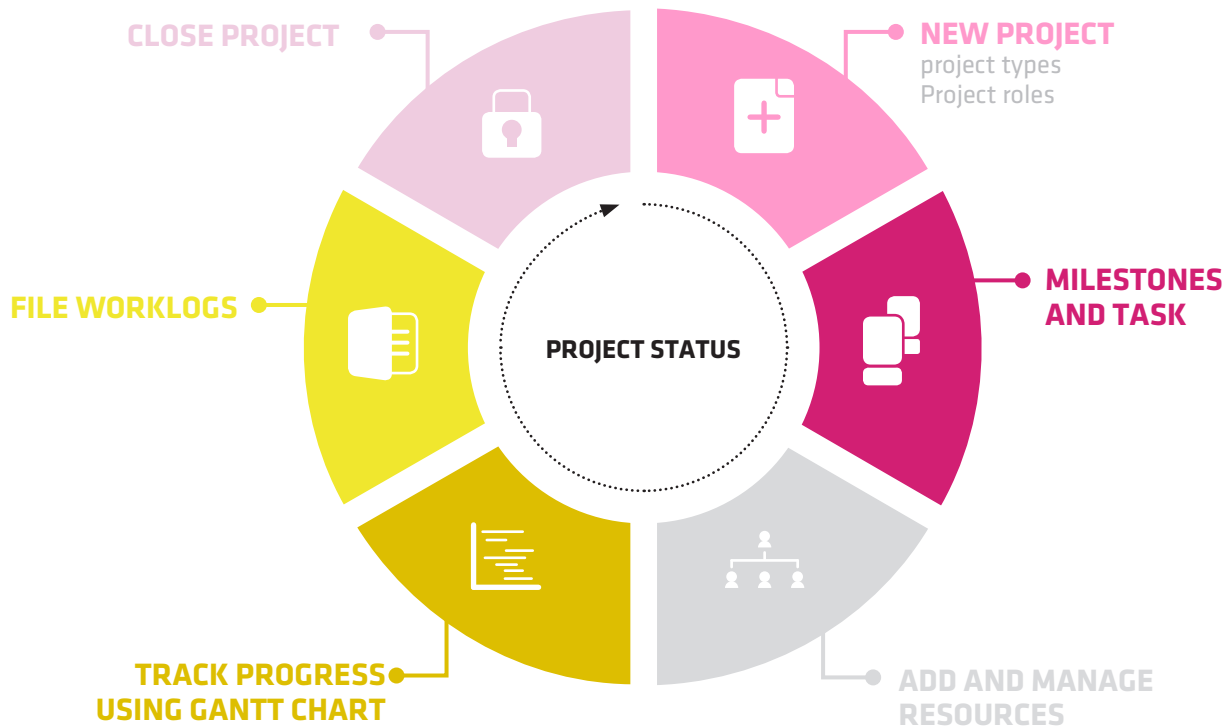 CLOSE PROJECT
NEW PROJECT
project types
Project roles
MILESTONES
AND TASK
FILE WORKLOGS
PROJECT STATUS
TRACK PROGRESS
USING GANTT CHART
ADD AND MANAGE
RESOURCES